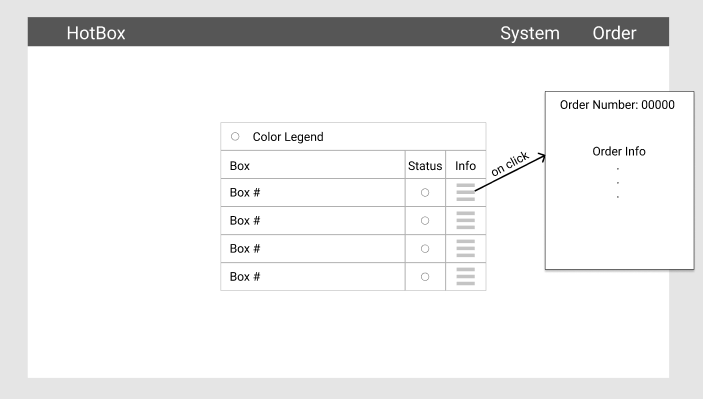 HotBox System Order
Order Number: 00000
Color Legend
on click
Order Info
.
.
.
Box Status Info
Box #
Box #
Box #
Box #